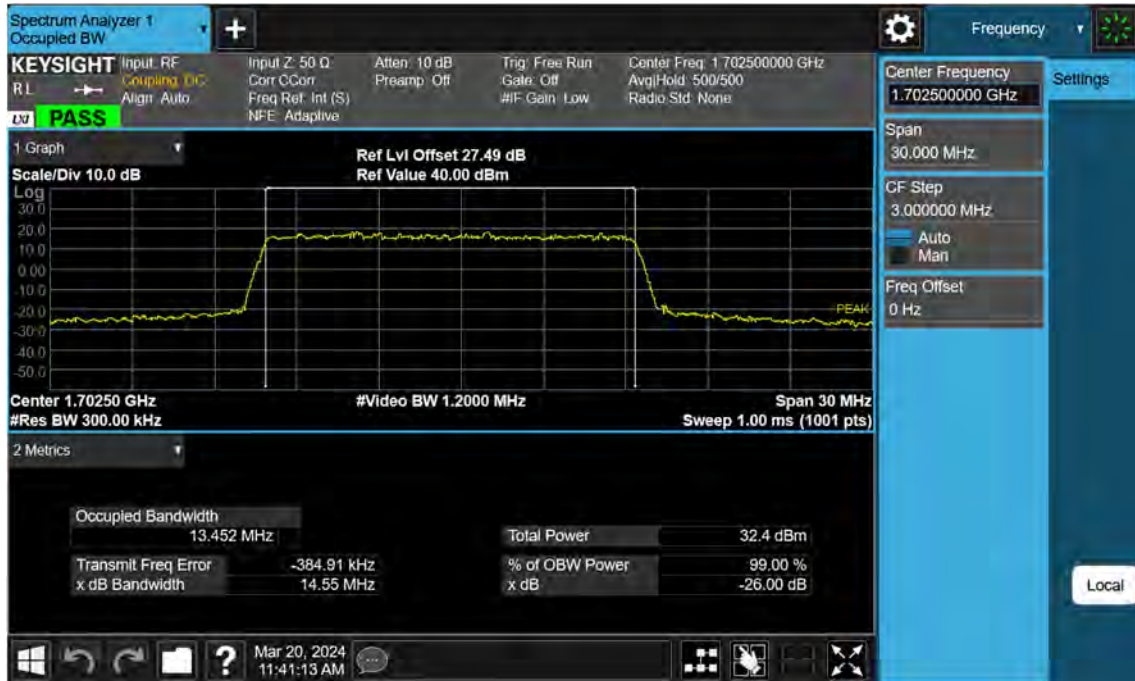 Spectrum Analyzer 1
Occupied BW
+
Frequency
KEYSIGHT
RL
LXI
PASS
Input: RF
Coupling: DC
Align: Auto
Input Z: 50 Ω
Corr CCorr
Freq Ref: Int (S)
NFE: Adaptive
Atten: 10 dB
Preamp: Off
Trig: Free Run
Gate: Off
#IF Gain: Low
Center Freq: 1.702500000 GHz
Avg|Hold: 500/500
Radio Std: None
Center Frequency
1.702500000 GHz
Settings
Span
30.000 MHz
CF Step
3.000000 MHz
Auto
Man
Freq Offset
0 Hz
1 Graph
Scale/Div 10.0 dB
Ref Lvl Offset 27.49 dB
Ref Value 40.00 dBm
Log
30.0
20.0
10.0
0.00
-10.0
-20.0
-30.0
-40.0
-50.0
PEAK
Center 1.70250 GHz
#Video BW 1.2000 MHz
Span 30 MHz
#Res BW 300.00 kHz
Sweep 1.00 ms (1001 pts)
2 Metrics
Occupied Bandwidth
13.452 MHz
Total Power 32.4 dBm
Transmit Freq Error -384.91 kHz
% of OBW Power 99.00 %
x dB Bandwidth 14.55 MHz
x dB -26.00 dB
Local
?
Mar 20, 2024
11:41:13 AM